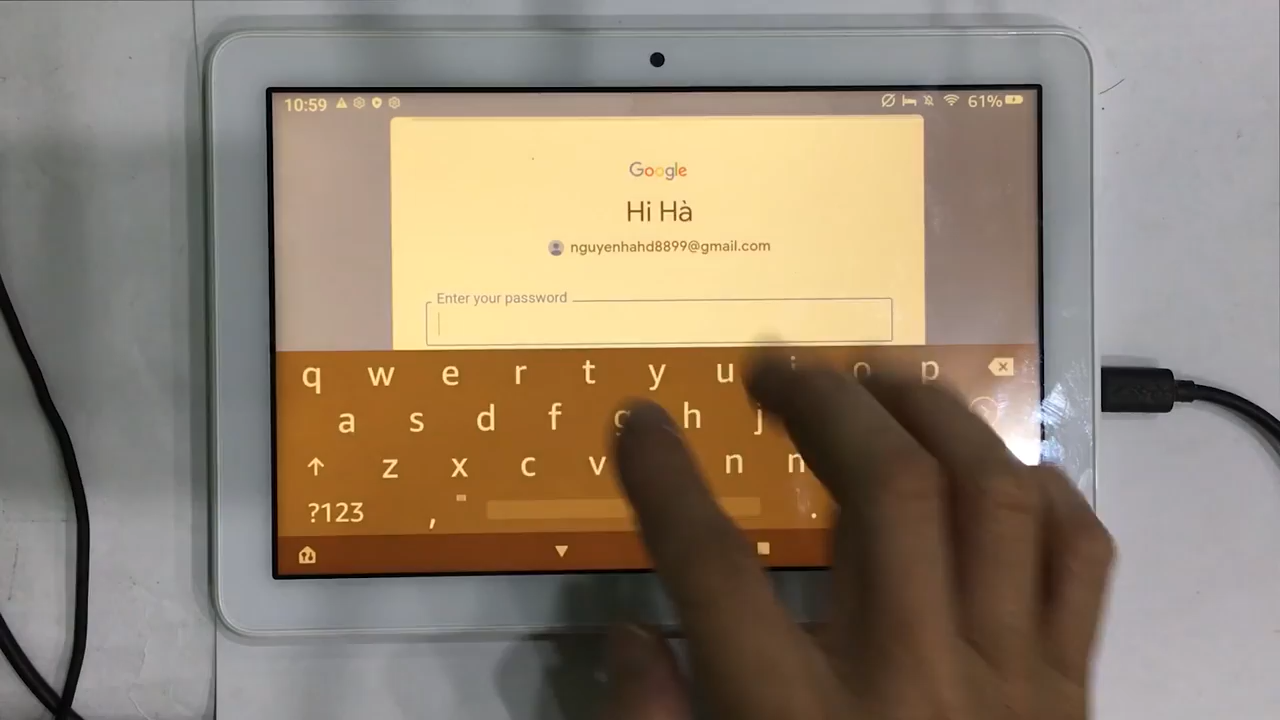 10:59 61%
Google
Hi Hà
nguyenhahd8899@gmail.com
Enter your password
q w e r t y u i o p
a s d f g h j
z x c v n
?123 , .